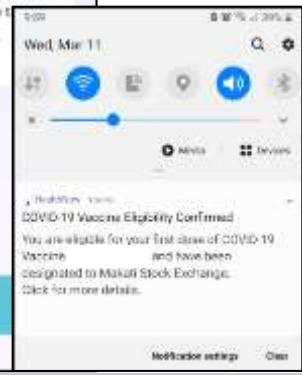 Wed, Mar 11
Media
Devices
COVID-19 Vaccine Eligibility Confirmed
You are eligible for your first dose of COVID-19
Vaccine and have been
designated to Makati Stock Exchange.
Click for more details.
Notification settings Clear